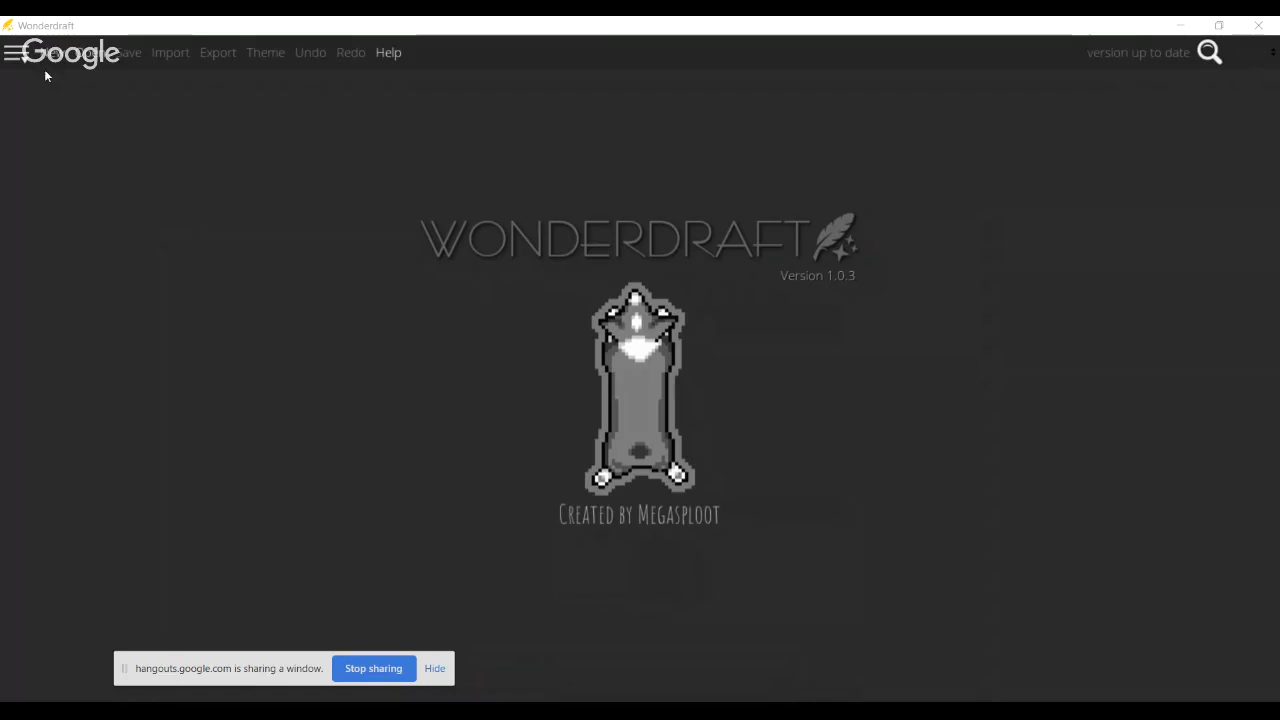 Wonderdraft
Google Save Import Export Theme Undo Redo Help version up to date
WONDERDRAFT
Version 1.0.3
CREATED BY MEGASPLOOT
hangouts.google.com is sharing a window. Stop sharing Hide